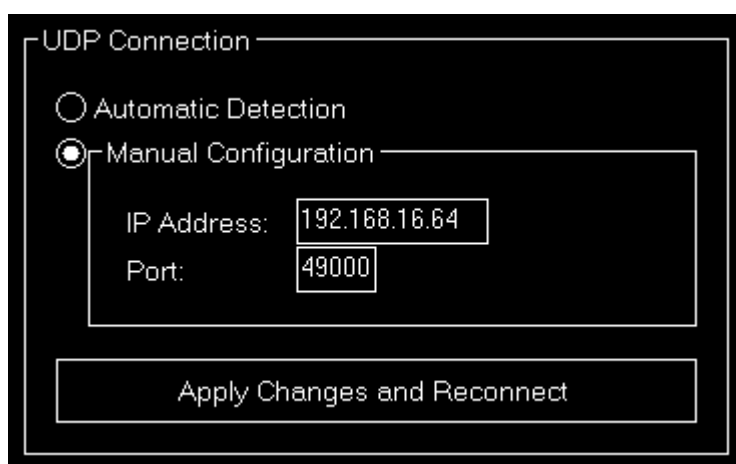 UDP Connection
Automatic Detection
Manual Configuration
IP Address: 192.168.16.64
Port: 49000
Apply Changes and Reconnect